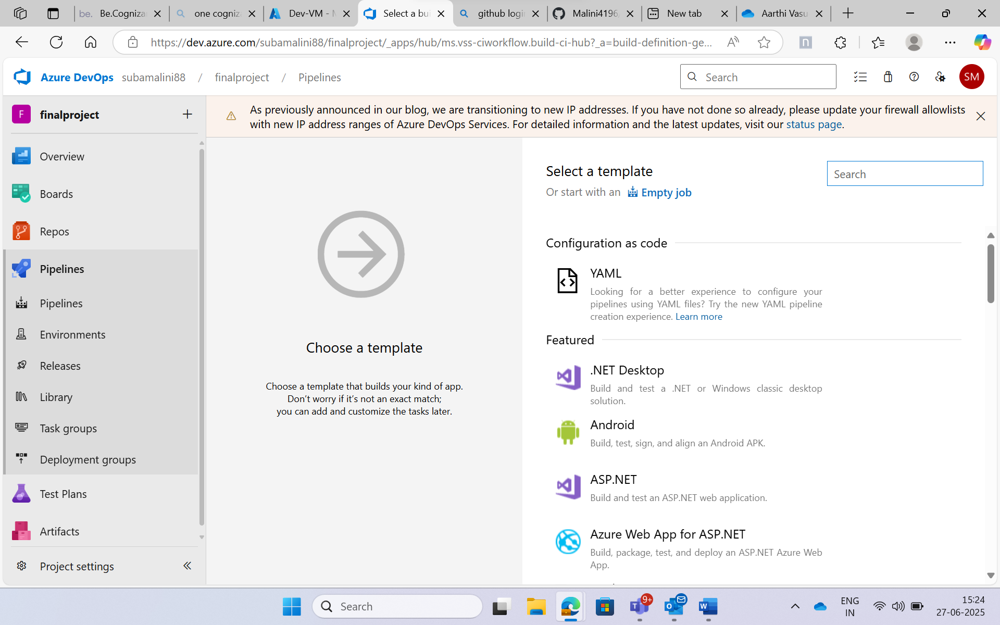 be. Be.Cogniza
one cogniza
Dev-VM - M
Select a bui
github logi
Malini4196
New tab
Aarthi Vasu
https://dev.azure.com/subamalini88/finalproject/_apps/hub/ms.vss-ciworkflow.build-ci-hub?_a=build-definition-ge...
Azure DevOps subamalini88 / finalproject / Pipelines
Search
SM
F finalproject
As previously announced in our blog, we are transitioning to new IP addresses. If you have not done so already, please update your firewall allowlists
with new IP address ranges of Azure DevOps Services. For detailed information and the latest updates, visit our status page.
Overview
Boards
Repos
Pipelines
Pipelines
Environments
Releases
Library
Task groups
Deployment groups
Test Plans
Artifacts
Project settings
Choose a template
Choose a template that builds your kind of app.
Don't worry if it's not an exact match;
you can add and customize the tasks later.
Select a template
Search
Or start with an Empty job
Configuration as code
YAML
Looking for a better experience to configure your
pipelines using YAML files? Try the new YAML pipeline
creation experience. Learn more
Featured
.NET Desktop
Build and test a .NET or Windows classic desktop
solution.
Android
Build, test, sign, and align an Android APK.
ASP.NET
Build and test an ASP.NET web application.
Azure Web App for ASP.NET
Build, package, test, and deploy an ASP.NET Azure Web
App.
Search
9+
ENG
IN
15:24
27-06-2025